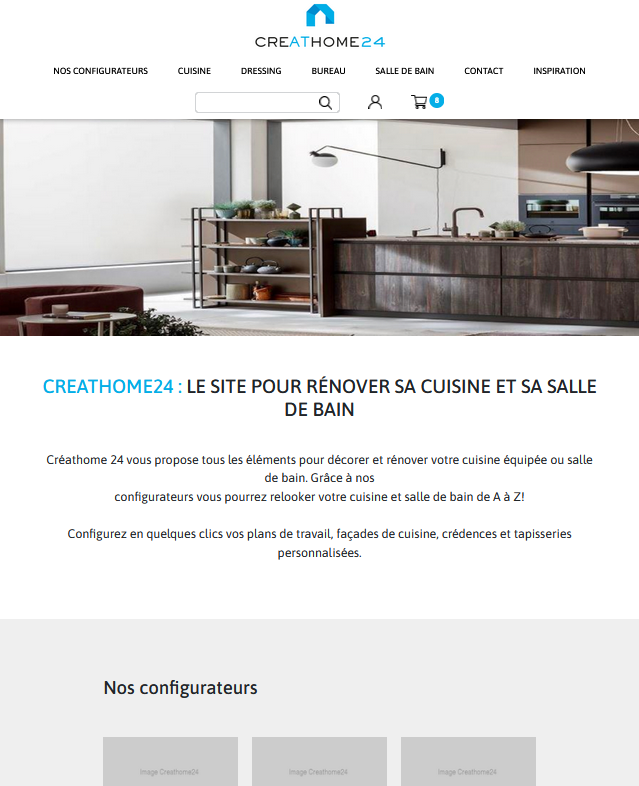 CREATHOME24
NOS CONFIGURATEURS CUISINE DRESSING BUREAU SALLE DE BAIN CONTACT INSPIRATION
8
CREATHOME24 : LE SITE POUR RÉNOVER SA CUISINE ET SA SALLE
DE BAIN
Créathome 24 vous propose tous les éléments pour décorer et rénover votre cuisine équipée ou salle
de bain. Grâce à nos
configurateurs vous pourrez relooker votre cuisine et salle de bain de A à Z!
Configurez en quelques clics vos plans de travail, façades de cuisine, crédences et tapisseries
personnalisées.
Nos configurateurs
Image Creathome24 Image Creathome24 Image Creathome24